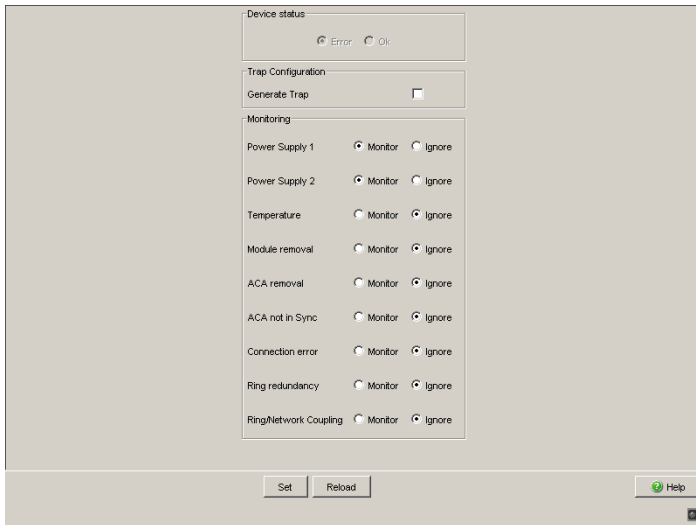 Device status
Error Ok
Trap Configuration
Generate Trap
Monitoring
Power Supply 1 Monitor Ignore
Power Supply 2 Monitor Ignore
Temperature Monitor Ignore
Module removal Monitor Ignore
ACA removal Monitor Ignore
ACA not in Sync Monitor Ignore
Connection error Monitor Ignore
Ring redundancy Monitor Ignore
Ring/Network Coupling Monitor Ignore
Set Reload Help